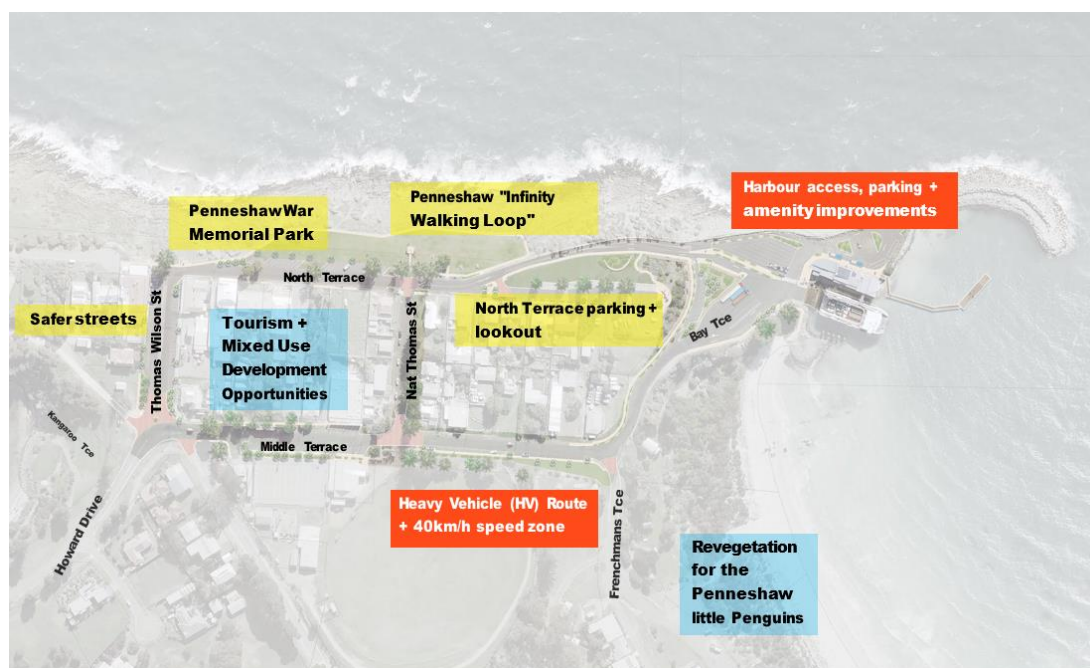 Harbour access, parking +
amenity improvements
Penneshaw "Infinity
Walking Loop"
Penneshaw War
Memorial Park
North Terrace
Safer streets
Thomas Wilson St
Tourism +
Mixed Use
Development
Opportunities
Nat Thomas St
North Terrace parking +
lookout
Bay Tce
Kangaroo Tce
Middle Terrace
Howard Drive
Heavy Vehicle (HV) Route
+ 40km/h speed zone
Frenchmans Tce
Revegetation
for the
Penneshaw
little Penguins